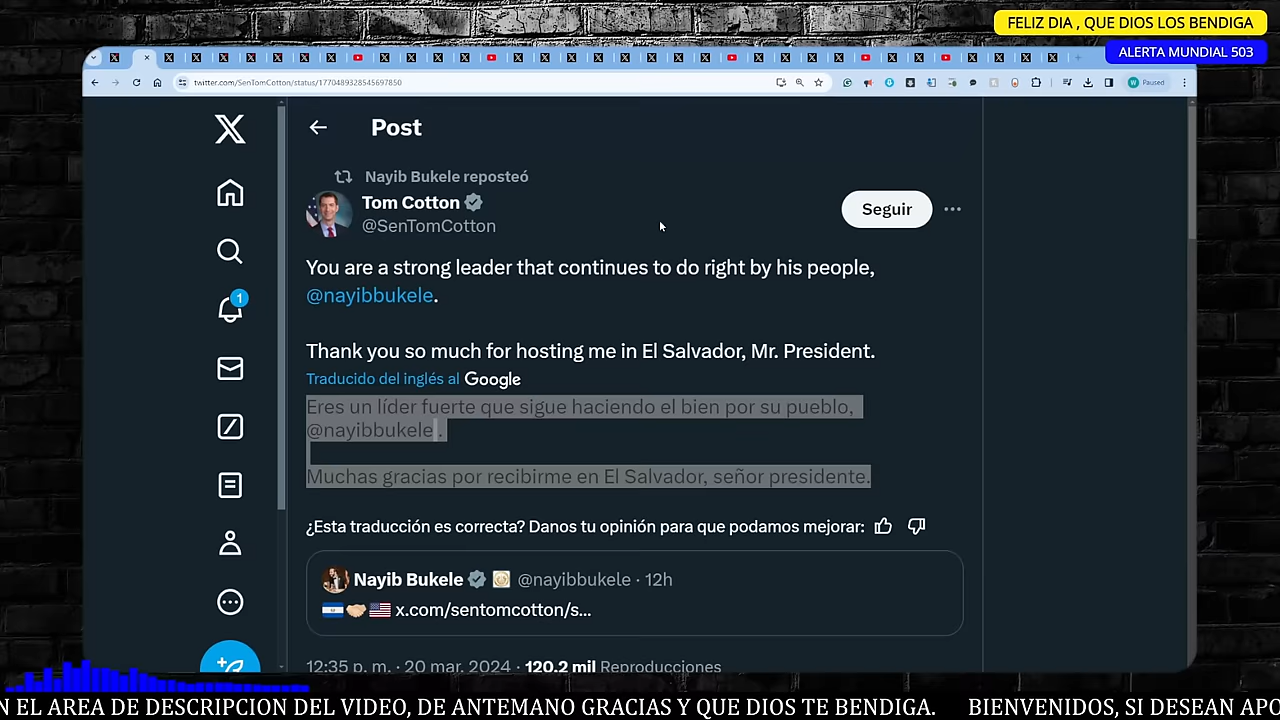 FELIZ DIA , QUE DIOS LOS BENDIGA
ALERTA MUNDIAL 503
twitter.com/SenTomCotton/status/1770489328545697850
Paused
Post
Nayib Bukele reposteó
Tom Cotton
@SenTomCotton
Seguir
You are a strong leader that continues to do right by his people,
@nayibbukele.
Thank you so much for hosting me in El Salvador, Mr. President.
Traducido del inglés al Google
Eres un líder fuerte que sigue haciendo el bien por su pueblo,
@nayibbukele .
Muchas gracias por recibirme en El Salvador, señor presidente.
¿Esta traducción es correcta? Danos tu opinión para que podamos mejorar:
1
Nayib Bukele @nayibbukele · 12h
x.com/sentomcotton/s...
12:35 p. m. · 20 mar. 2024 · 120.2 mil Reproducciones
N EL AREA DE DESCRIPCION DEL VIDEO, DE ANTEMANO GRACIAS Y QUE DIOS TE BENDIGA. BIENVENIDOS, SI DESEAN APO